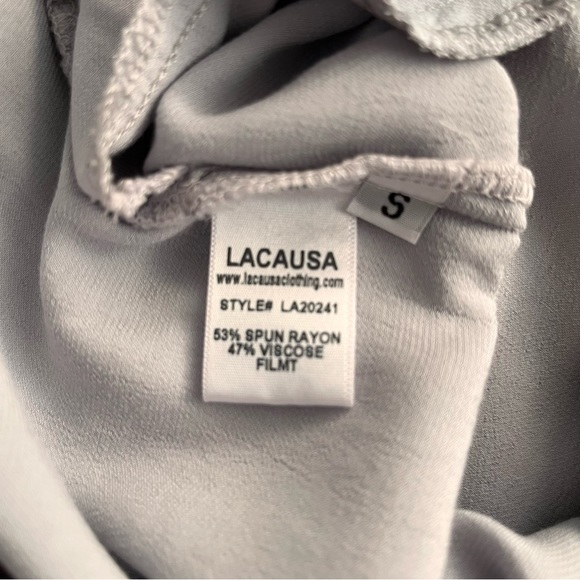 S
LACAUSA
www.lacausaclothing.com
STYLE# LA20241
53% SPUN RAYON
47% VISCOSE
FILMT